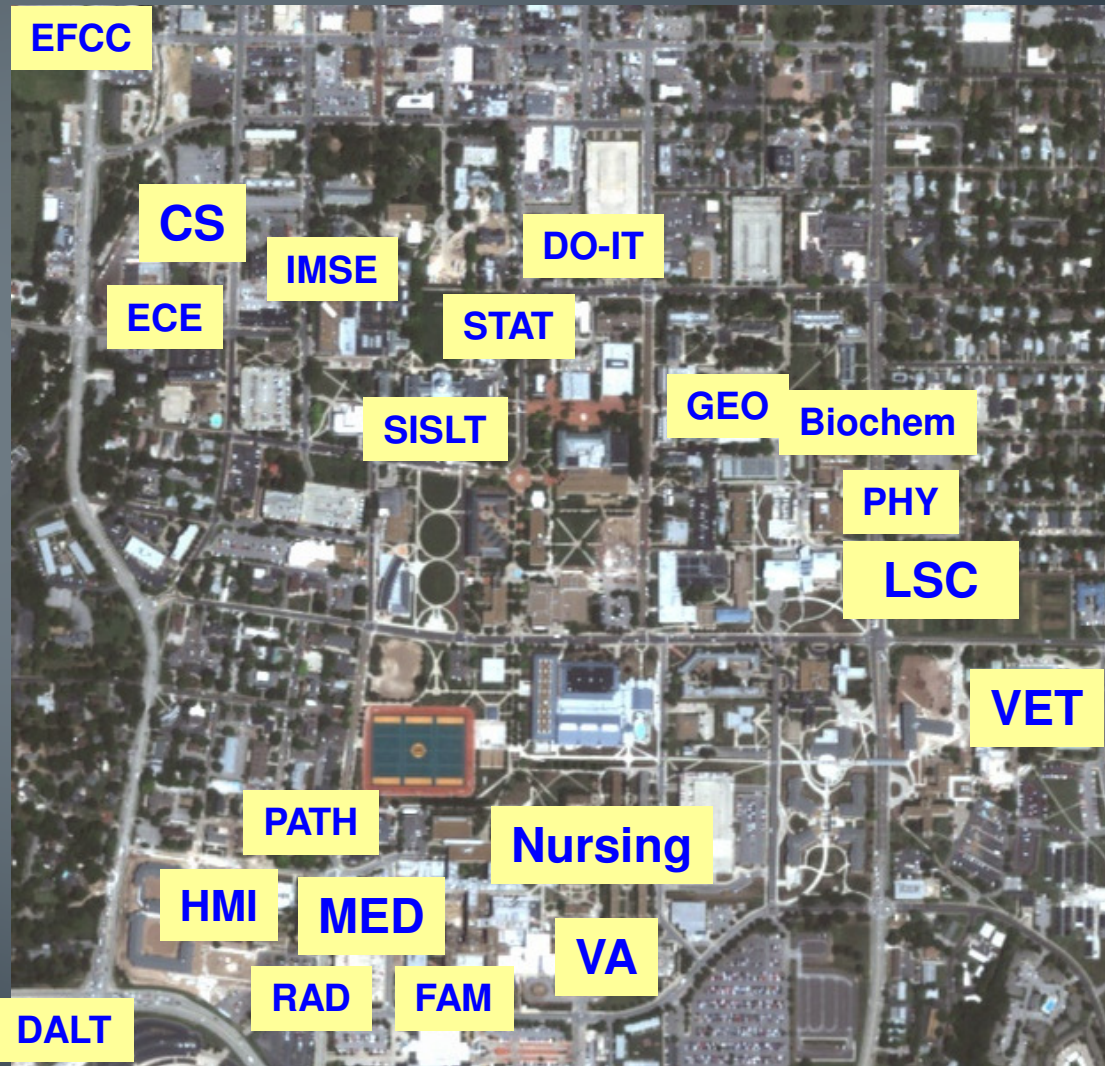 EFCC
CS
DO-IT
IMSE
ECE
STAT
GEO
Biochem
SISLT
PHY
LSC
VET
PATH
Nursing
HMI
MED
VA
RAD
FAM
DALT